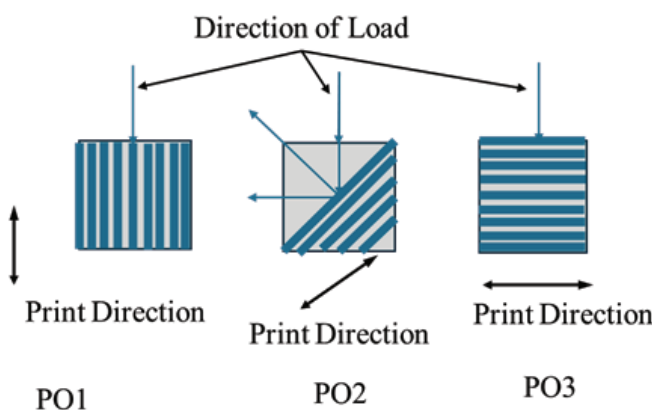 Direction of Load
Print Direction
Print Direction
Print Direction
PO1
PO2
PO3